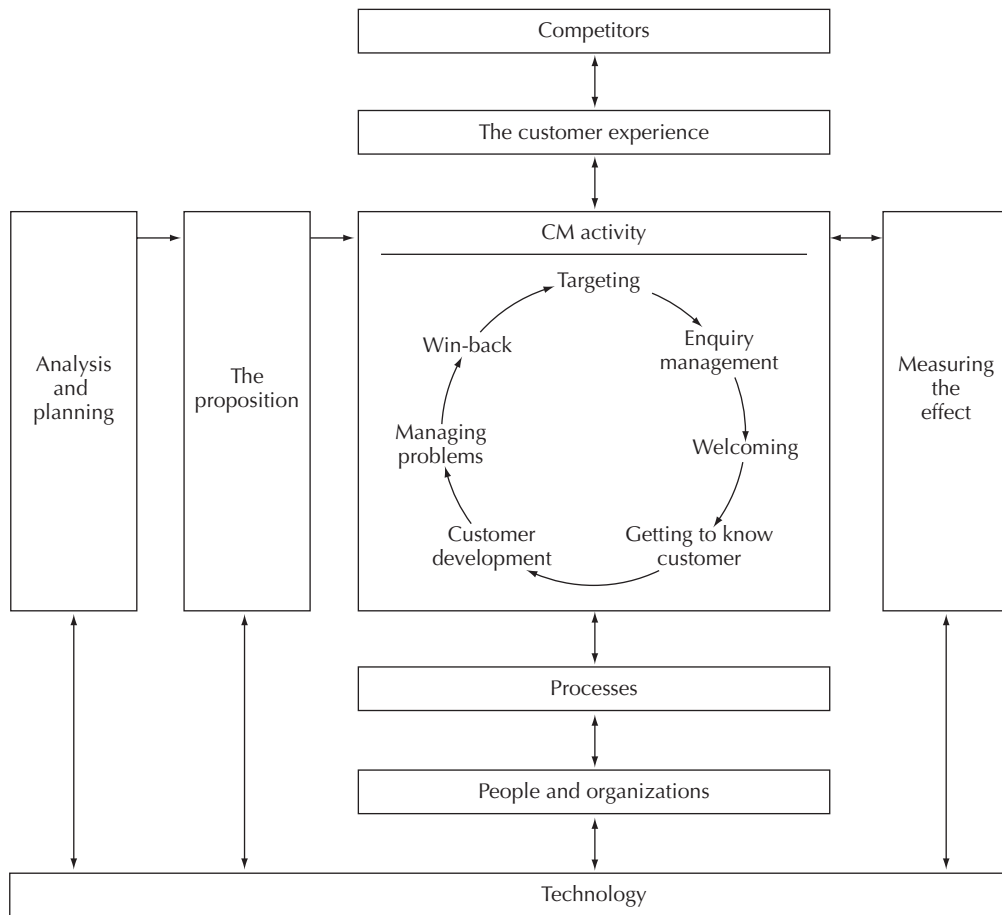 Competitors
The customer experience
CM activity
Targeting
Enquiry
management
Welcoming
Getting to know
customer
Customer
development
Managing
problems
Win-back
Analysis
and
planning
The
proposition
Measuring
the
effect
Processes
People and organizations
Technology